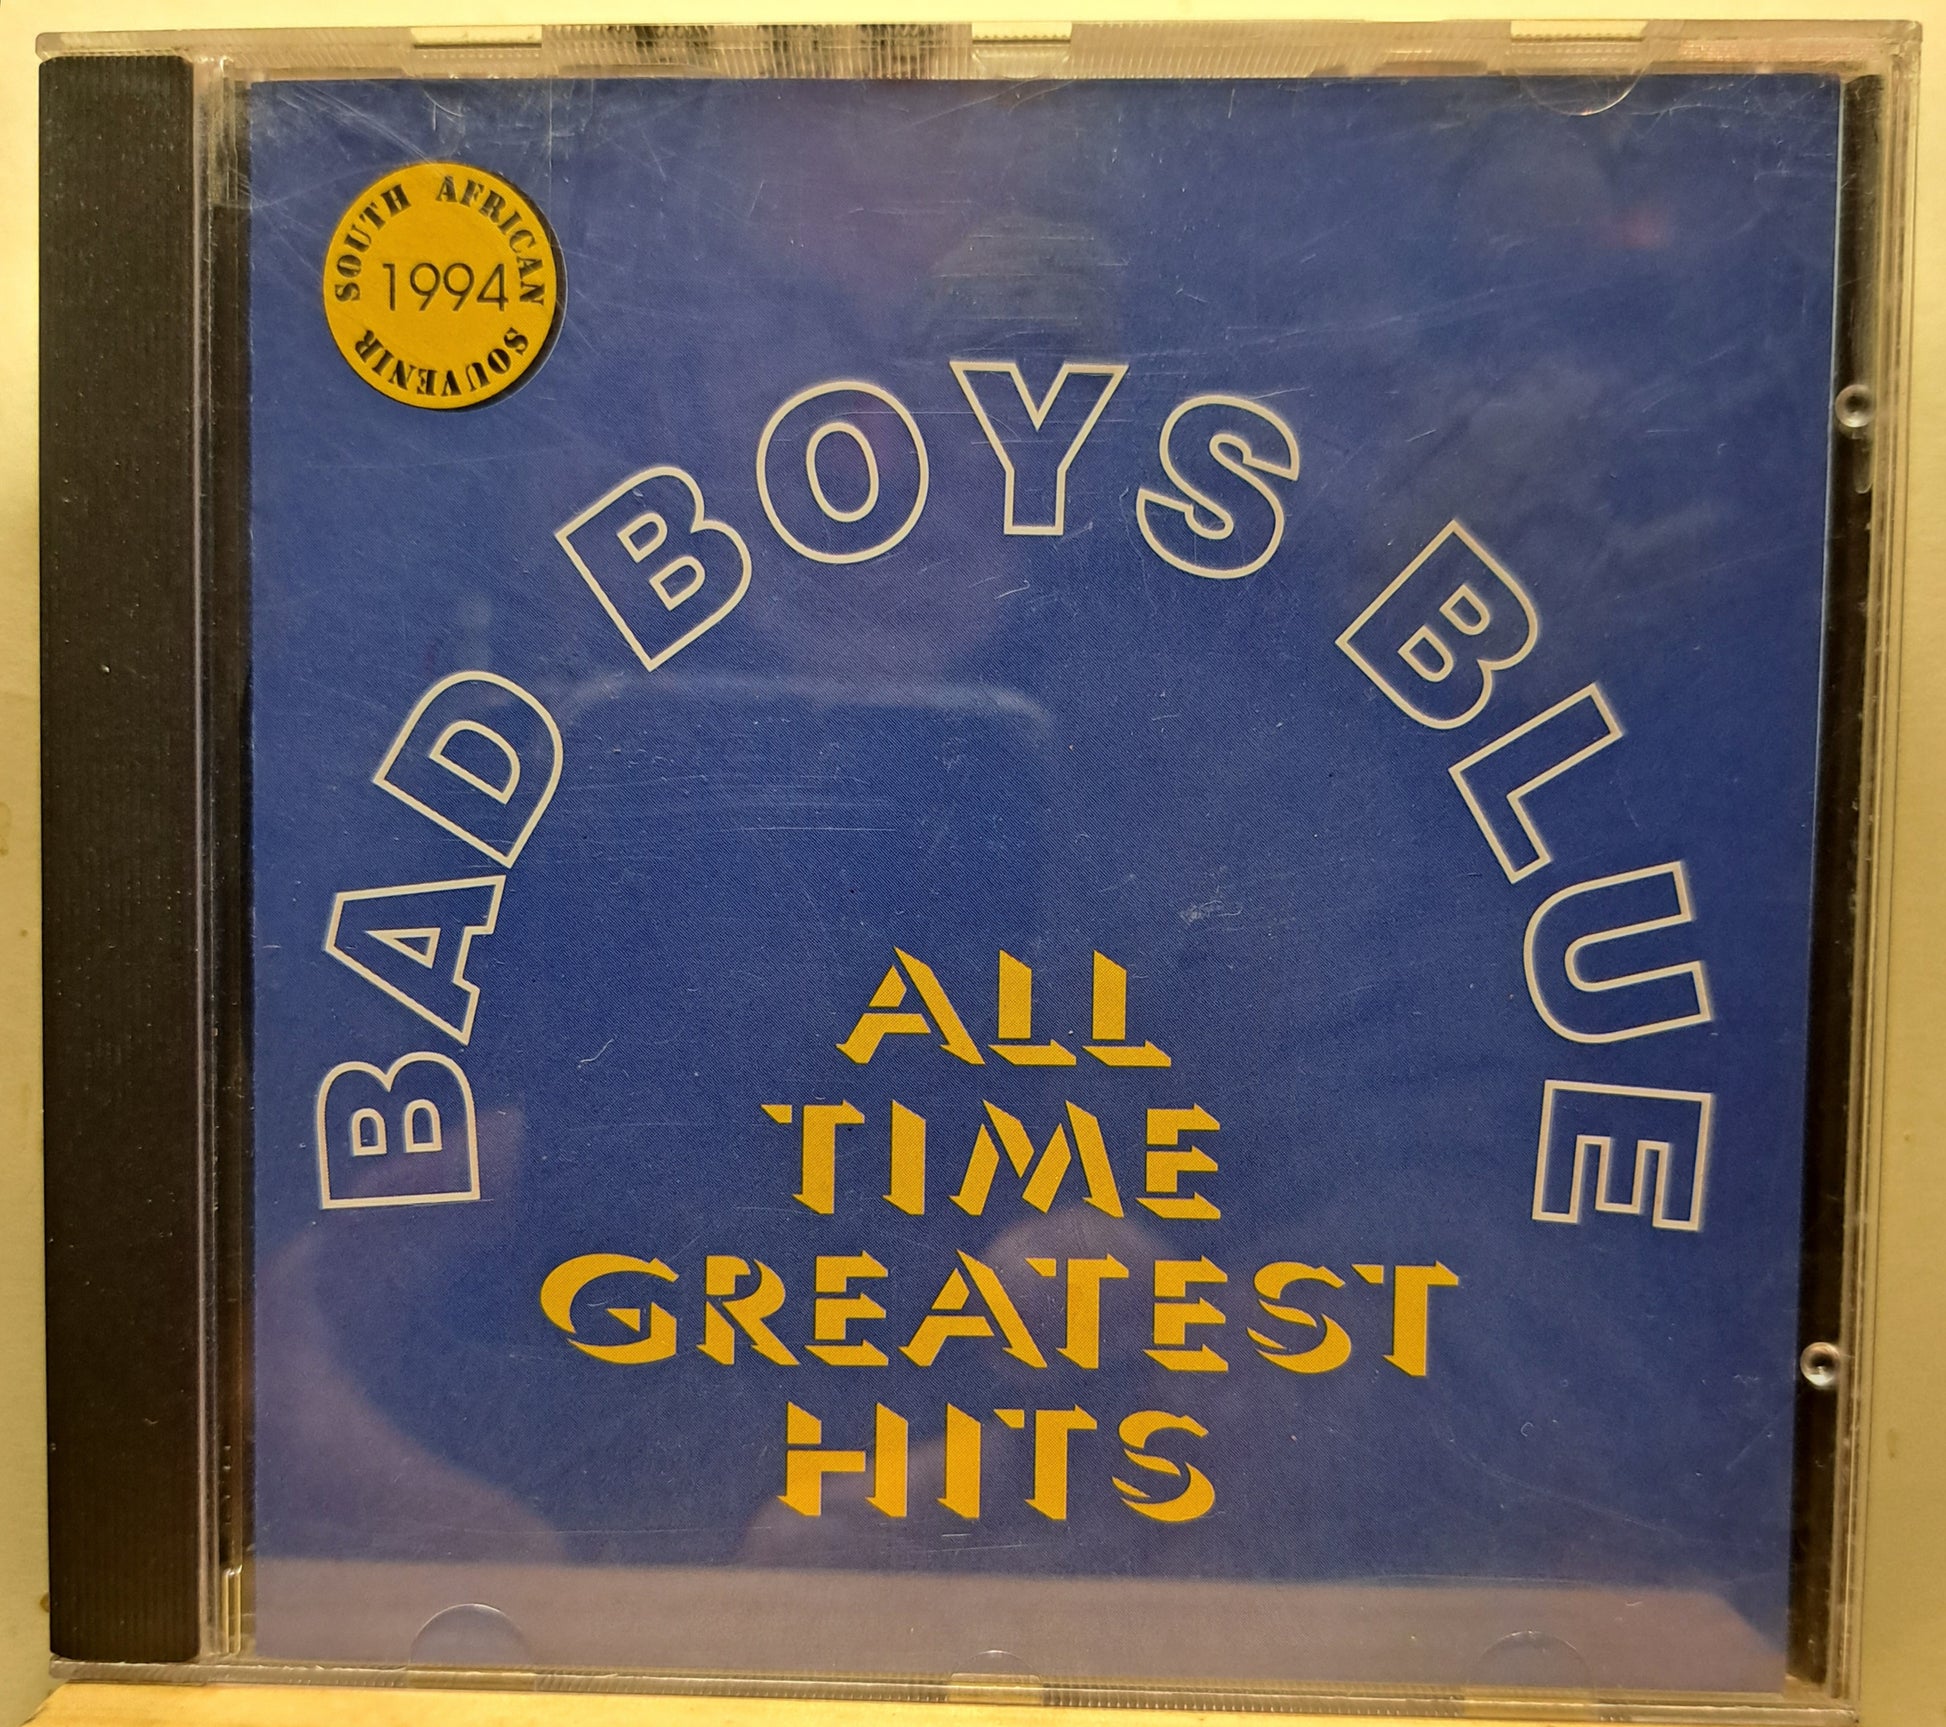 SOUTH AFRICAN
1994
SOUVENIR
BAD BOYS BLUE
ALL
TIME
GREATEST
HITS